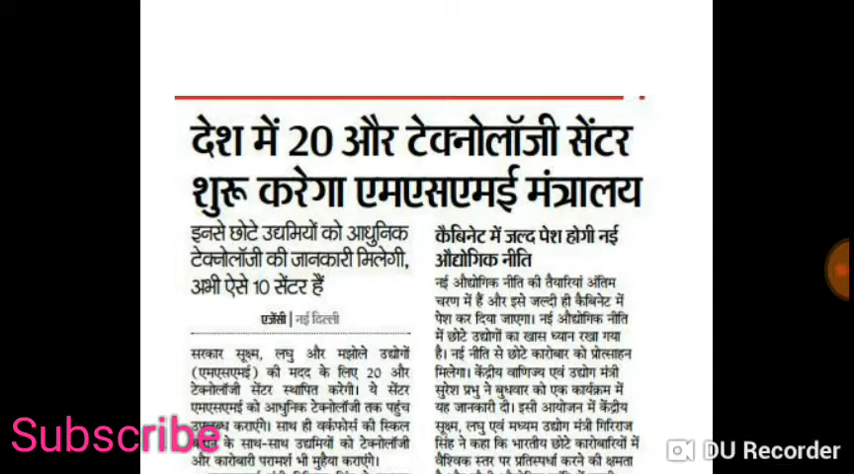 देश में 20 और टेक्नोलॉजी सेंटर
शुरू करेगा एमएसएमई मंत्रालय
इनसे छोटे उद्यमियों को आधुनिक
टेक्नोलॉजी की जानकारी मिलेगी,
अभी ऐसे 10 सेंटर हैं
एजेंसी | नई दिल्ली
सरकार सूक्ष्म, लघु और मझोले उद्योगों
(एमएसएमई) की मदद के लिए 20 और
टेक्नोलॉजी सेंटर स्थापित करेगी। ये सेंटर
एमएसएमई को आधुनिक टेक्नोलॉजी तक पहुंच
उपलब्ध कराएंगे। साथ ही वर्कफोर्स की स्किल
के साथ-साथ उद्यमियों को टेक्नोलॉजी
और कारोबारी परामर्श भी मुहैया कराएंगे।
कैबिनेट में जल्द पेश होगी नई
औद्योगिक नीति
नई औद्योगिक नीति की तैयारियां अंतिम
चरण में हैं और इसे जल्दी ही कैबिनेट में
पेश कर दिया जाएगा। नई औद्योगिक नीति
में छोटे उद्योगों का खास ध्यान रखा गया
है। नई नीति से छोटे कारोबार को प्रोत्साहन
मिलेगा। केंद्रीय वाणिज्य एवं उद्योग मंत्री
सुरेश प्रभु ने बुधवार को एक कार्यक्रम में
यह जानकारी दी। इसी आयोजन में केंद्रीय
सूक्ष्म, लघु एवं मध्यम उद्योग मंत्री गिरिराज
सिंह ने कहा कि भारतीय छोटे कारोबारियों में
वैश्विक स्तर पर प्रतिस्पर्धा करने की क्षमता
Subscribe
DU Recorder